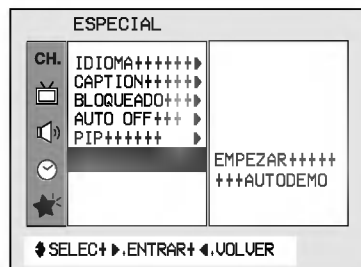 ESPECIAL
CH.
IDIOMA++++++▶
CAPTION+++++▶
BLOQUEADO+++▶
AUTO OFF+++ ▶
PIP++++++ ▶
EMPEZAR+++++
+++AUTODEMO
◆SELEC+ ▶.ENTRAR+ ◀.VOLVER